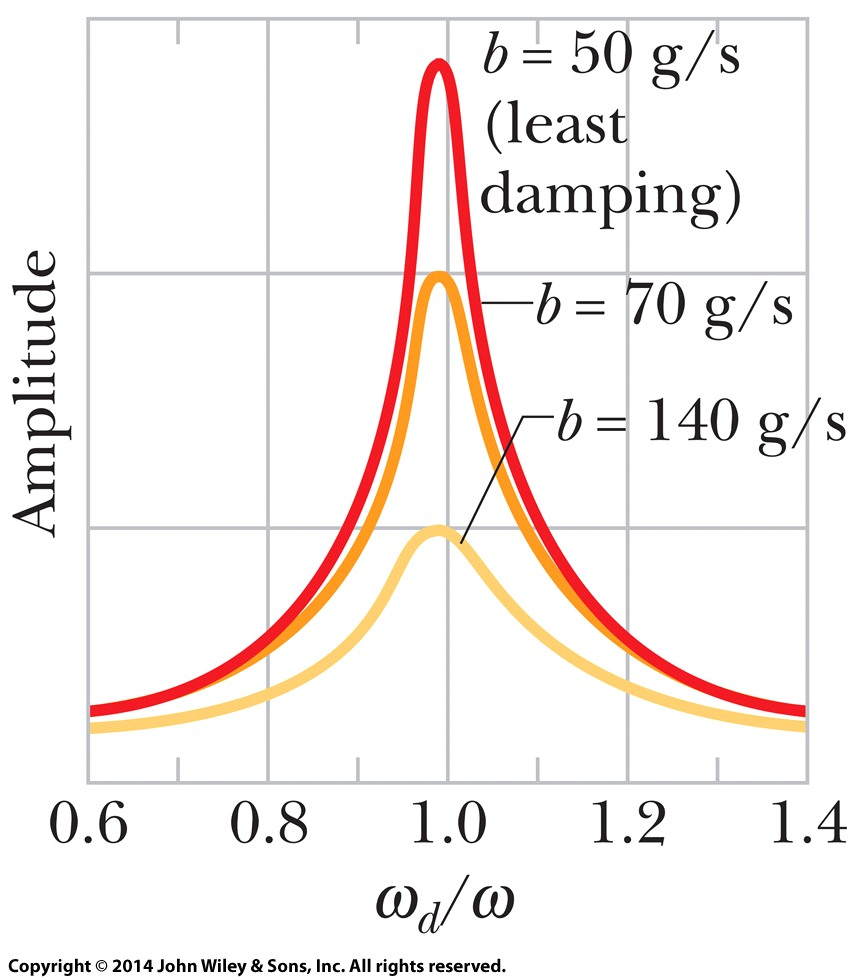 b = 50 g/s
(least
damping)
b = 70 g/s
b = 140 g/s
Amplitude
0.6 0.8 1.0 1.2 1.4
ω_d/ω
Copyright © 2014 John Wiley & Sons, Inc. All rights reserved.